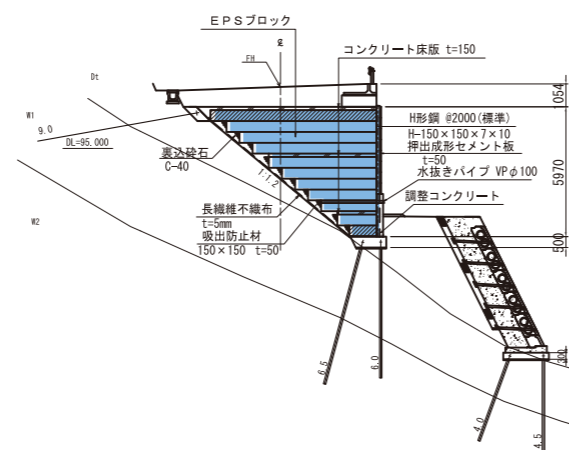 EPSブロック
℄
FH
コンクリート床版 t=150
Dt
1054
W1
9.0
DL=95.000
H形鋼 @2000(標準)
H-150×150×7×10
押出成形セメント板
t=50
水抜きパイプ VPφ100
裏込砕石
C-40
1:1.2
5970
長繊維不織布
t=5mm
吸出防止材
150×150 t=50
調整コンクリート
W2
500
6.5
6.0
300
4.0
4.5